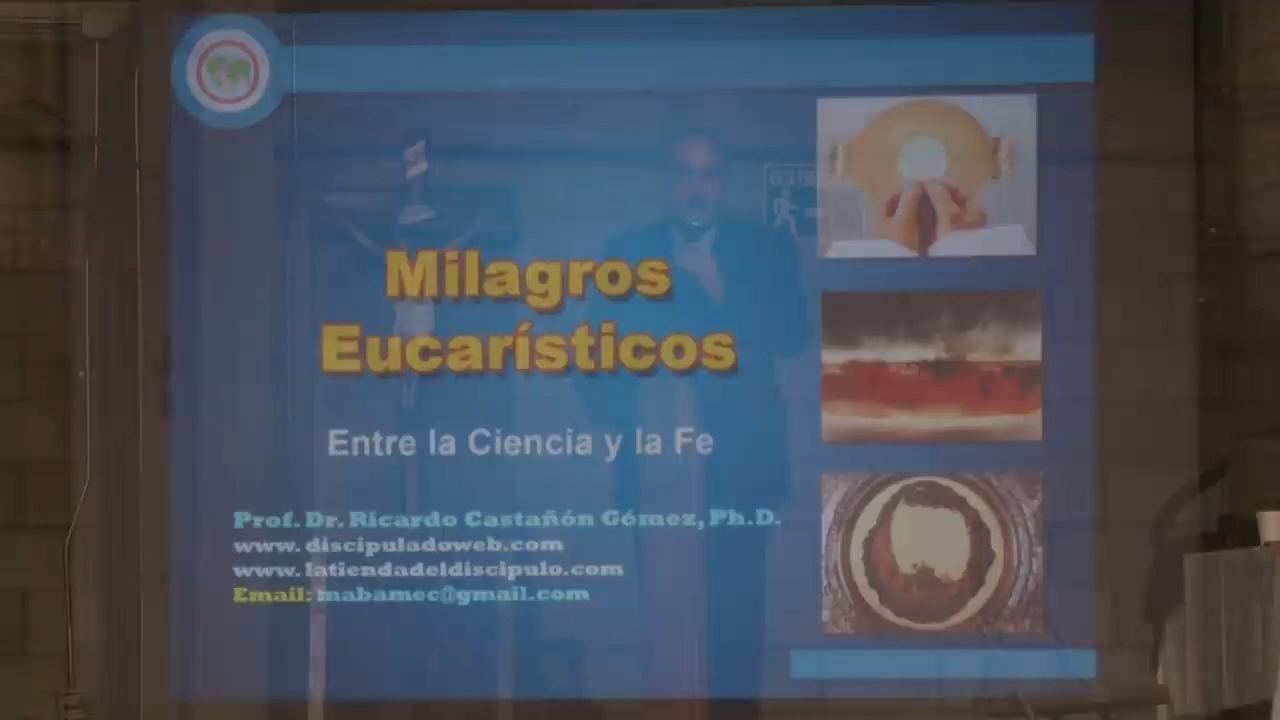 Milagros
Eucarísticos
Entre la Ciencia y la Fe
Prof. Dr. Ricardo Castañón Gómez, Ph.D.
www.discipuladoweb.com
www.latiendadeldiscipulo.com
Email: mabamec@gmail.com